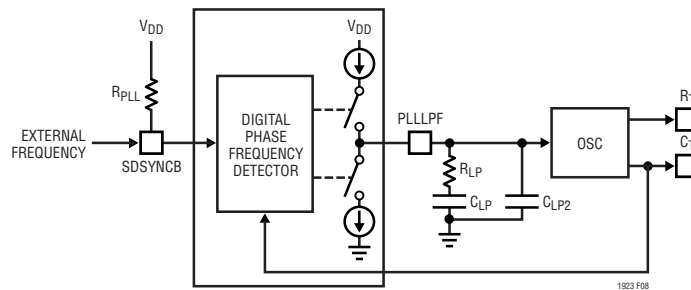 VDD
VDD
RPLL
EXTERNAL
FREQUENCY
SDSYNCB
DIGITAL
PHASE
FREQUENCY
DETECTOR
PLLLPF
RLP
CLP
CLP2
OSC
1923 F08